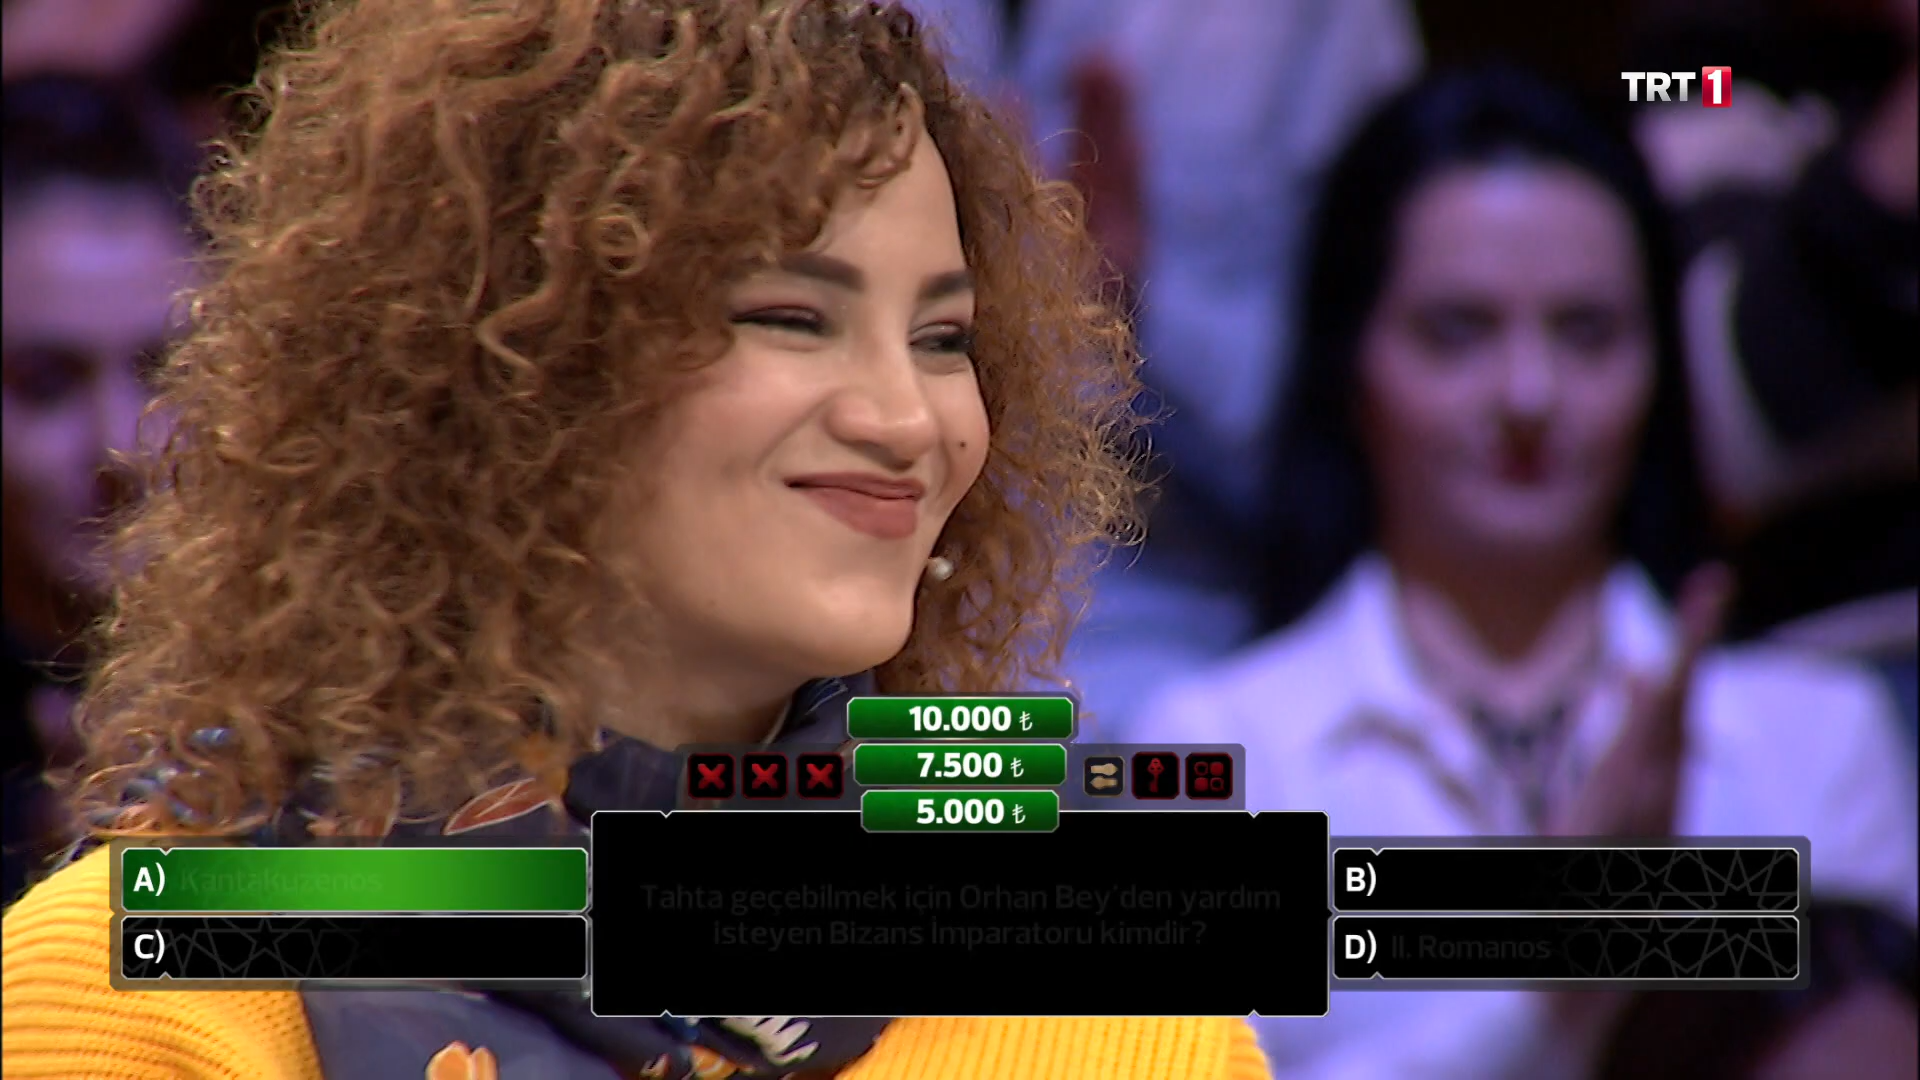 TRT 1
10.000 ₺
7.500 ₺
5.000 ₺
A) Kantakuzenos
B)
Tahta geçebilmek için Orhan Bey'den yardım
isteyen Bizans İmparatoru kimdir?
C)
D) II. Romanos